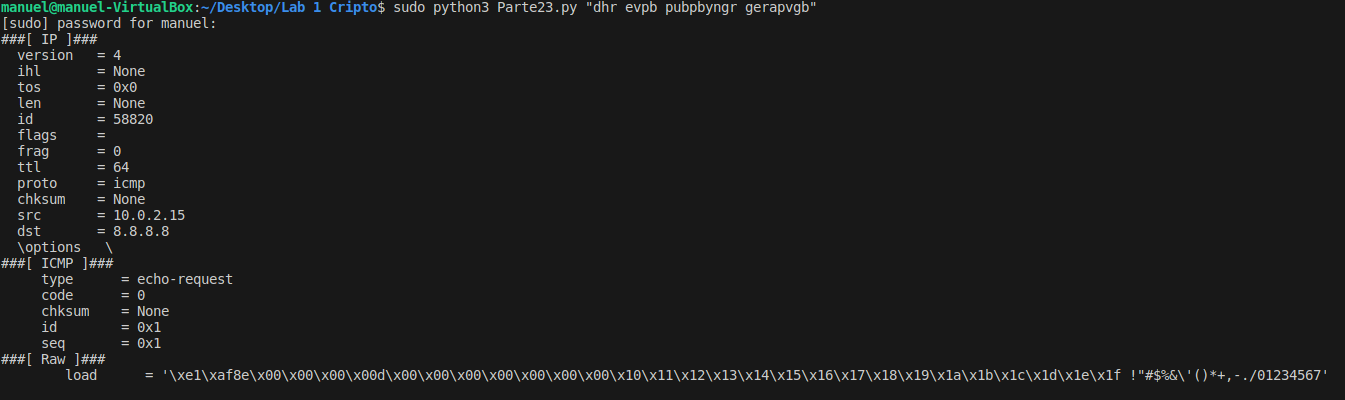 manuel@manuel-VirtualBox:~/Desktop/Lab 1 Cripto$ sudo python3 Parte23.py "dhr evpb pubpbyngr gerapvgb"
[sudo] password for manuel:
###[ IP ]###
  version   = 4
  ihl       = None
  tos       = 0x0
  len       = None
  id        = 58820
  flags     =
  frag      = 0
  ttl       = 64
  proto     = icmp
  chksum    = None
  src       = 10.0.2.15
  dst       = 8.8.8.8
  \options   \
###[ ICMP ]###
     type      = echo-request
     code      = 0
     chksum    = None
     id        = 0x1
     seq       = 0x1
###[ Raw ]###
        load      = '\xe1\xaf8e\x00\x00\x00\x00d\x00\x00\x00\x00\x00\x00\x00\x10\x11\x12\x13\x14\x15\x16\x17\x18\x19\x1a\x1b\x1c\x1d\x1e\x1f !"#$%&\'()*+,-./01234567'